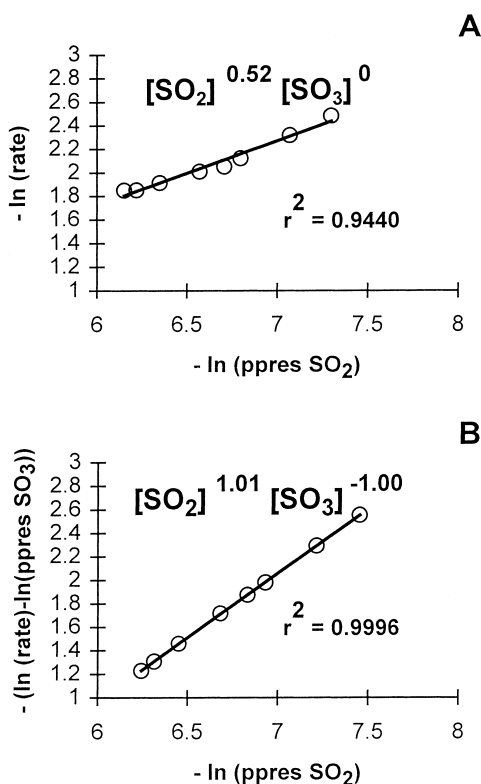 A
[SO2] 0.52 [SO3] 0
- ln (rate)
3
2.8
2.6
2.4
2.2
2
1.8
1.6
1.4
1.2
1
r2 = 0.9440
6 6.5 7 7.5 8
- ln (ppres SO2)
B
[SO2] 1.01 [SO3] -1.00
- (ln (rate)-ln(ppres SO3))
3
2.8
2.6
2.4
2.2
2
1.8
1.6
1.4
1.2
1
r2 = 0.9996
6 6.5 7 7.5 8
- ln (ppres SO2)